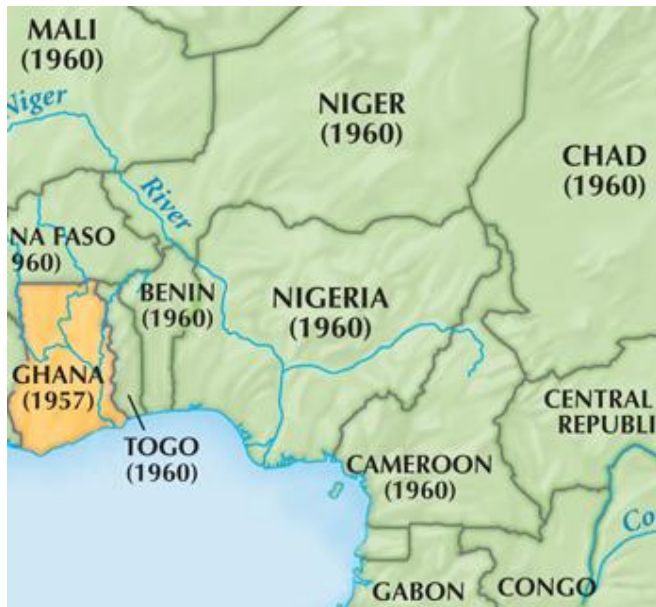 MALI
(1960)
Niger
River
NIGER
(1960)
CHAD
(1960)
NA FASO
960)
BENIN
(1960)
NIGERIA
(1960)
GHANA
(1957)
TOGO
(1960)
CAMEROON
(1960)
CENTRAL
REPUBLI
Co
GABON
CONGO